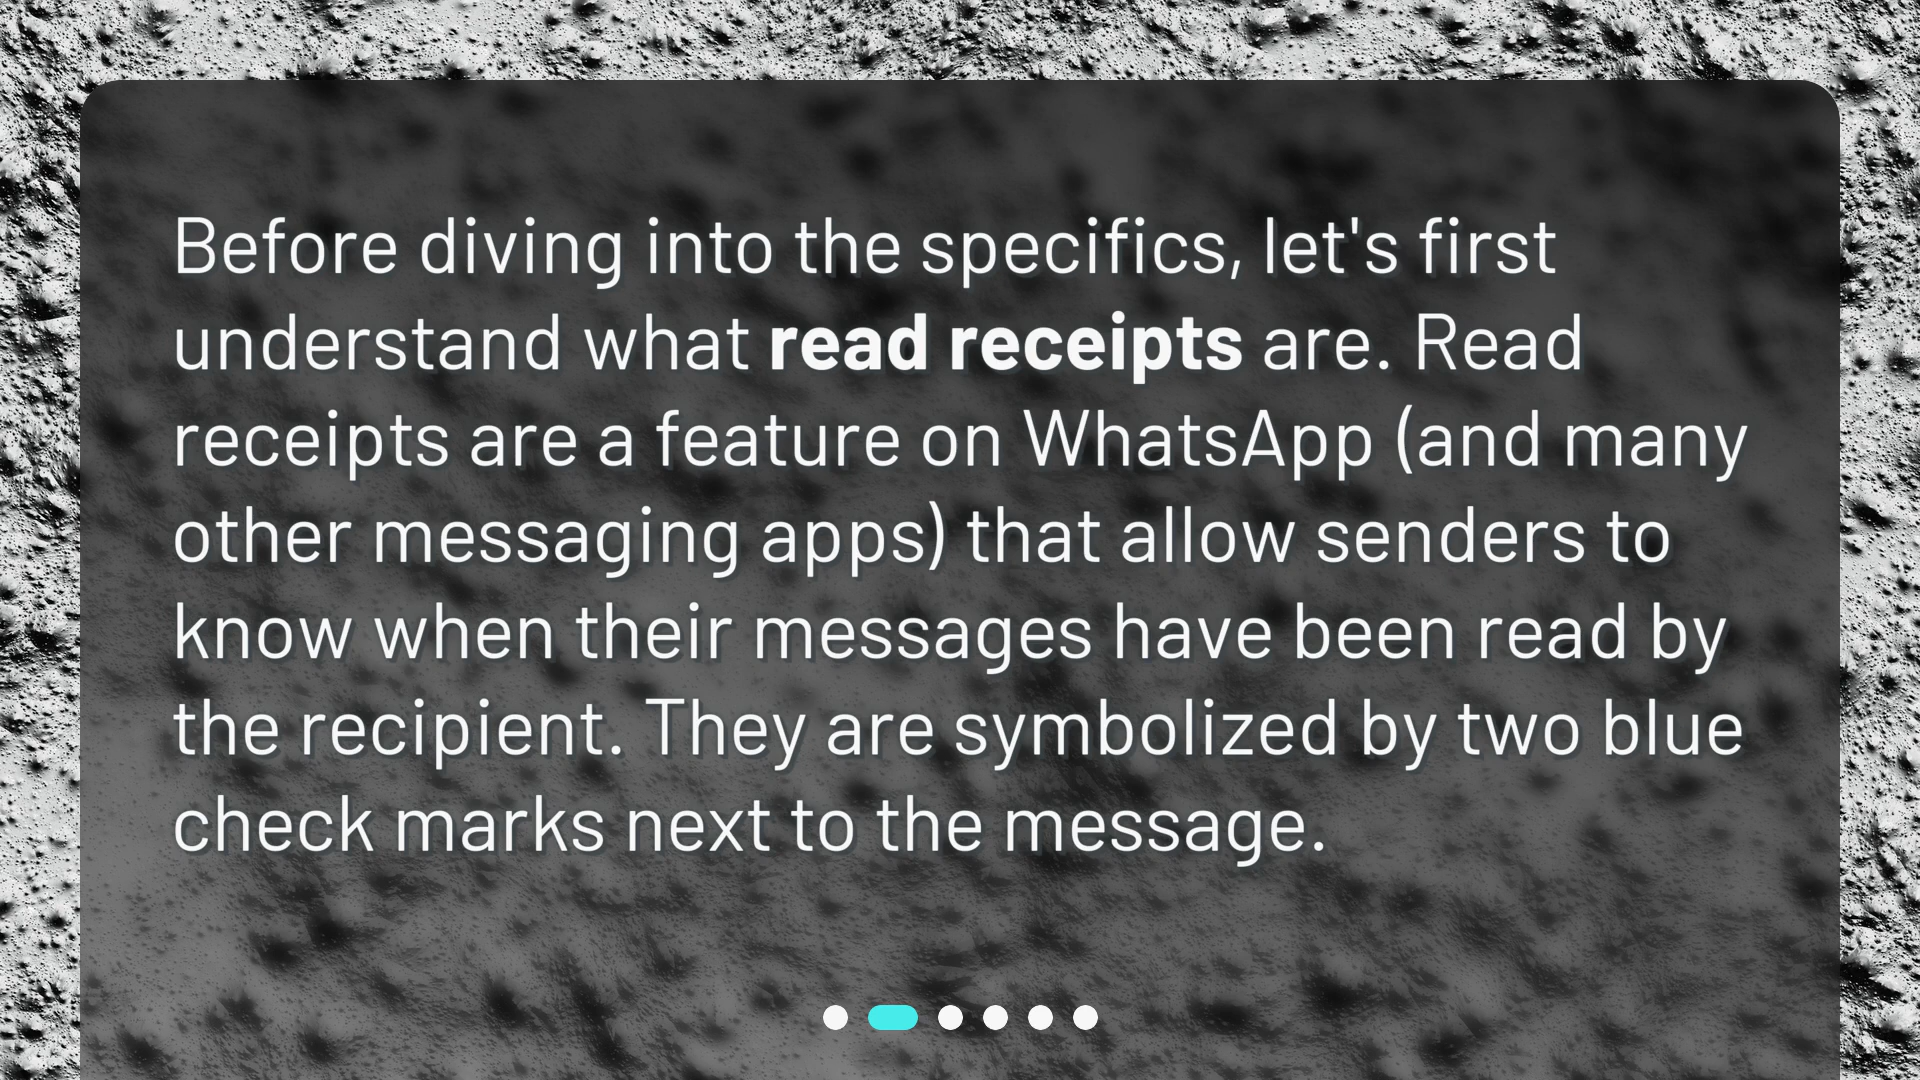 Before diving into the specifics, let's first
understand what read receipts are. Read
receipts are a feature on WhatsApp (and many
other messaging apps) that allow senders to
know when their messages have been read by
the recipient. They are symbolized by two blue
check marks next to the message.